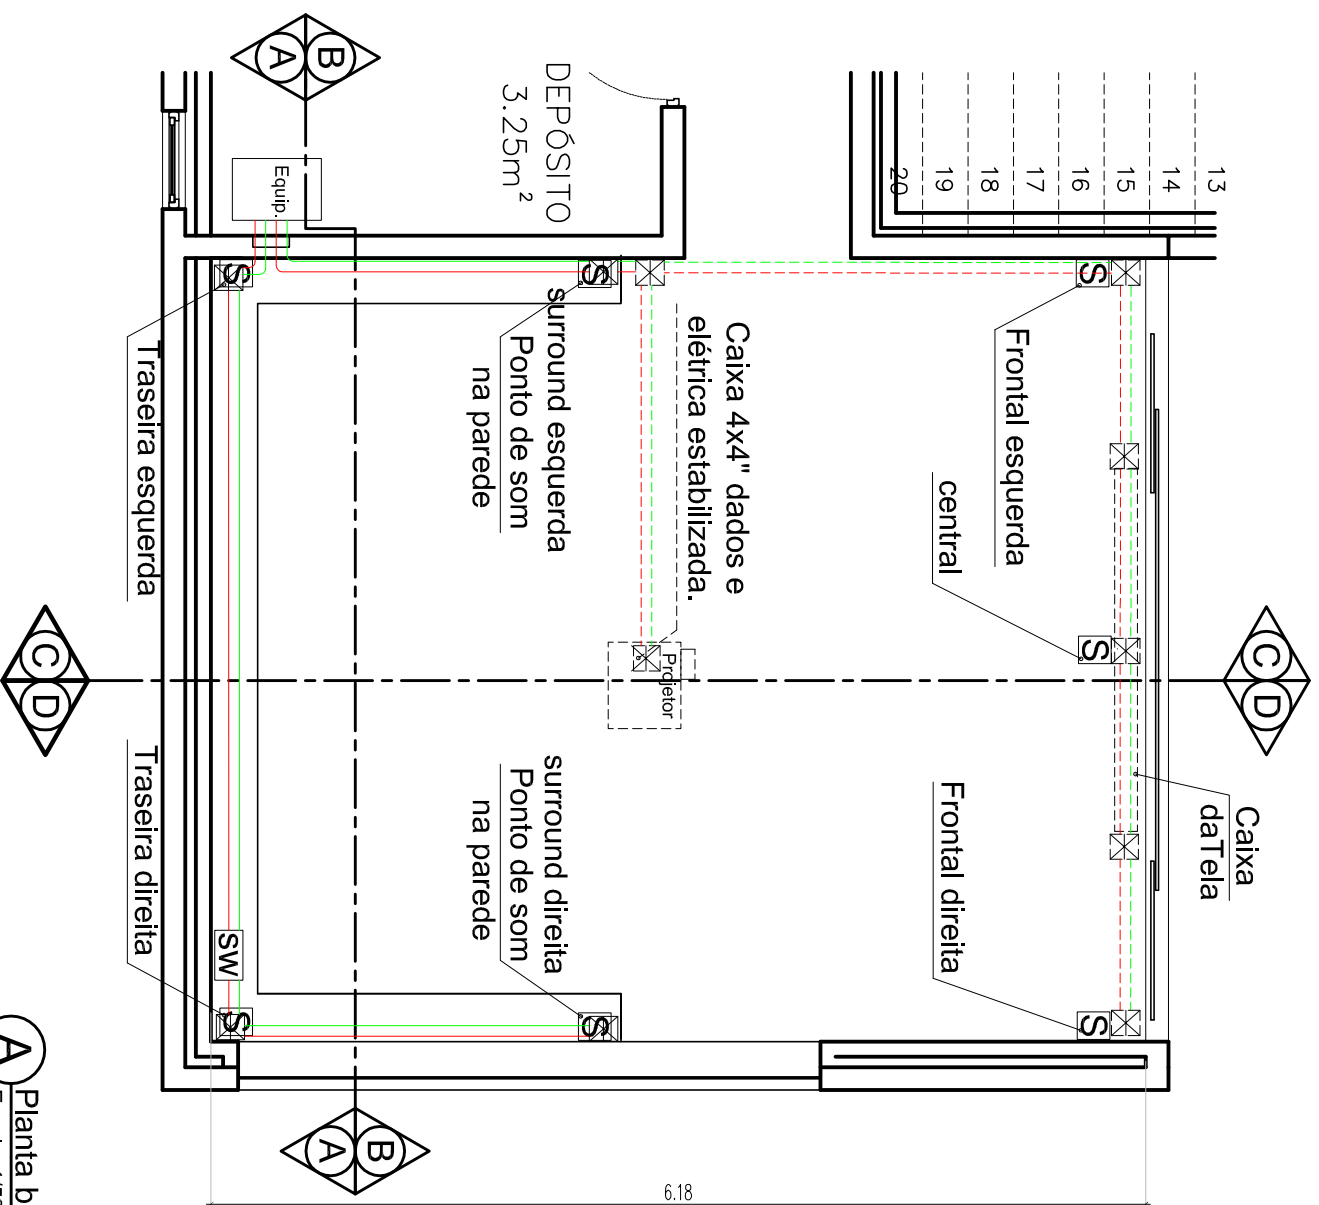 13
14
15
16
17
18
19
20
DEPÓSITO
3.25m²
B
A
Equip.
S
S
S
Caixa 4x4" dados e
elétrica estabilizada.
Frontal esquerda
central
surround esquerda
Ponto de som
na parede
Traseira esquerda
S
Projetor
C
D
C
D
Caixa
daTela
Frontal direita
surround direita
Ponto de som
na parede
Traseira direita
SW
S
S
S
B
A
6.18
A
Planta b